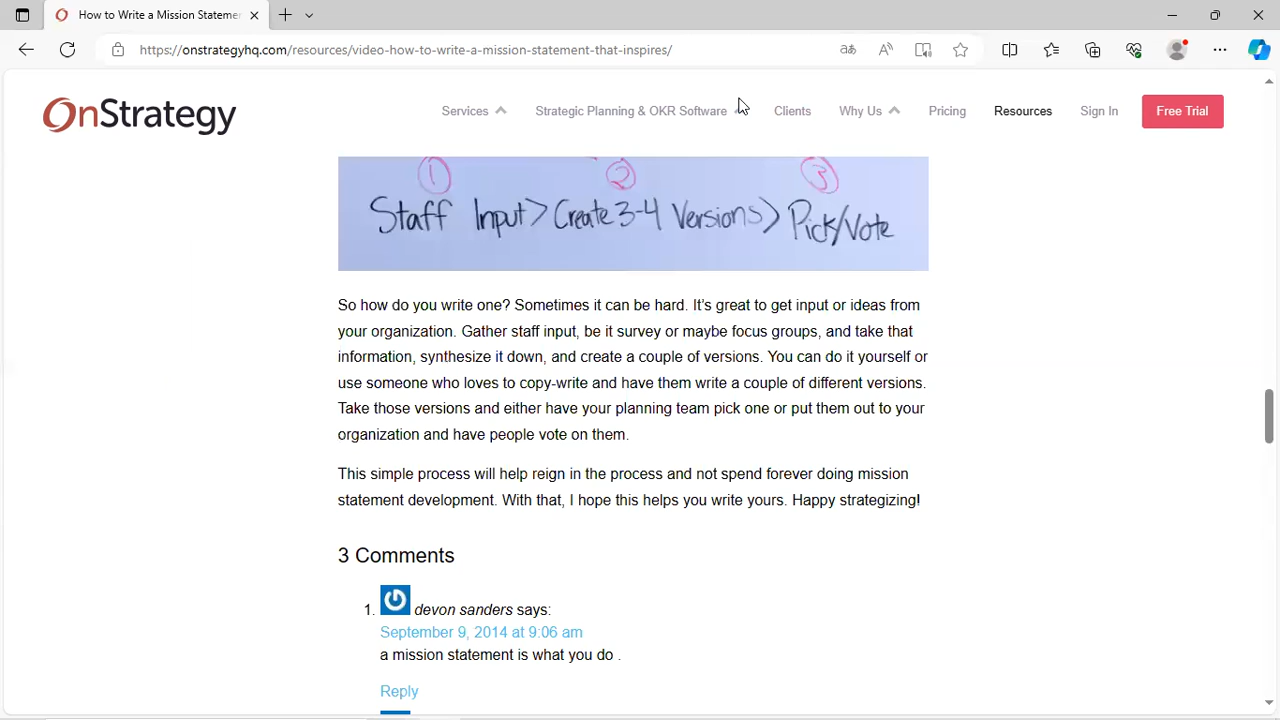 How to Write a Mission Stateme
https://onstrategyhq.com/resources/video-how-to-write-a-mission-statement-that-inspires/
OnStrategy
Services
Strategic Planning & OKR Software
Clients
Why Us
Pricing
Resources
Sign In
Free Trial
1 2 3
Staff Input > Create 3-4 Versions > Pick/Vote
So how do you write one? Sometimes it can be hard. It's great to get input or ideas from
your organization. Gather staff input, be it survey or maybe focus groups, and take that
information, synthesize it down, and create a couple of versions. You can do it yourself or
use someone who loves to copy-write and have them write a couple of different versions.
Take those versions and either have your planning team pick one or put them out to your
organization and have people vote on them.
This simple process will help reign in the process and not spend forever doing mission
statement development. With that, I hope this helps you write yours. Happy strategizing!
3 Comments
1. devon sanders says:
September 9, 2014 at 9:06 am
a mission statement is what you do .
Reply